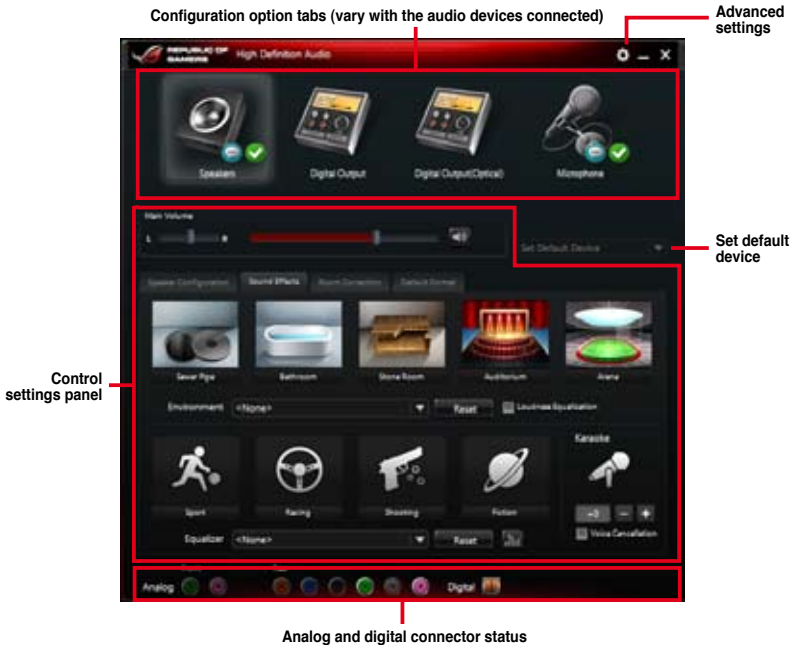 Configuration option tabs (vary with the audio devices connected)
Advanced
settings
REPUBLIC OF
GAMERS
High Definition Audio
Speakers
Digital Output
Digital Output(Optical)
Microphone
Main Volume
L
R
Set Default Device
Set default
device
Speaker Configuration
Sound Effects
Room Correction
Default Format
Sewer Pipe
Bathroom
Stone Room
Auditorium
Arena
Control
settings panel
Environment
<None>
Reset
Loudness Equalization
Karaoke
Sport
Racing
Shooting
Fiction
Equalizer
<None>
Reset
Voice Cancellation
Analog
Digital
Analog and digital connector status